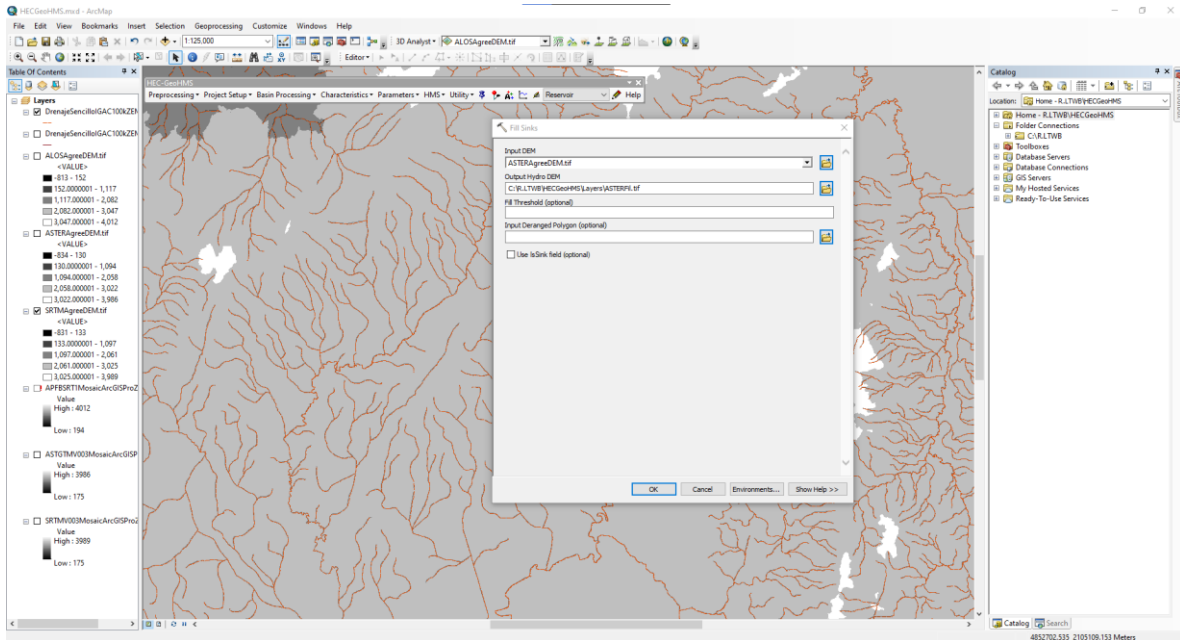 HECGeoHMS.mxd - ArcMap
File Edit View Bookmarks Insert Selection Geoprocessing Customize Windows Help
1:125.000 3D Analyst ALOSAgreeDEM.tif
Editor
Table Of Contents
Layers
DrenajeSencilloIGAC100kZEN
DrenajeSencilloIGAC100kZEN
ALOSAgreeDEM.tif
<VALUE>
-813 - 152
152.0000001 - 1,117
1,117.000001 - 2,082
2,082.000001 - 3,047
3,047.000001 - 4,012
ASTERAgreeDEM.tif
<VALUE>
-834 - 130
130.0000001 - 1,094
1,094.000001 - 2,058
2,058.000001 - 3,022
3,022.000001 - 3,986
SRTMAgreeDEM.tif
<VALUE>
-831 - 133
133.0000001 - 1,097
1,097.000001 - 2,061
2,061.000001 - 3,025
3,025.000001 - 3,989
APFBSRT1MosaicArcGISProZ
Value
High : 4012
Low : 194
ASTGTMV003MosaicArcGISP
Value
High : 3986
Low : 175
SRTMV003MosaicArcGISProZ
Value
High : 3989
Low : 175
HEC-GeoHMS
Preprocessing Project Setup Basin Processing Characteristics Parameters HMS Utility Reservoir Help
Fill Sinks
Input DEM
ASTERAgreeDEM.tif
Output Hydro DEM
C:\R.LTWB\HECGeoHMS\Layers\ASTERFil.tif
Fill Threshold (optional)
Input Deranged Polygon (optional)
Use IsSink field (optional)
OK Cancel Environments... Show Help >>
Catalog
Location: Home - R.LTWB\HECGeoHMS
Home - R.LTWB\HECGeoHMS
Folder Connections
C:\R.LTWB
Toolboxes
Database Servers
Database Connections
GIS Servers
My Hosted Services
Ready-To-Use Services
Catalog Search
4852702.535 2105109.153 Meters